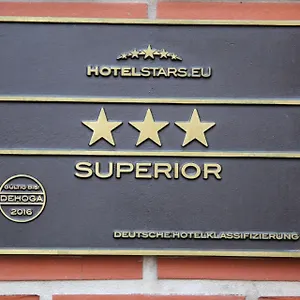 HOTELSTARS.EU
SUPERIOR
GÜLTIG BIS
DEHOGA
2016
DEUTSCHE HOTELKLASSIFIZIERUNG